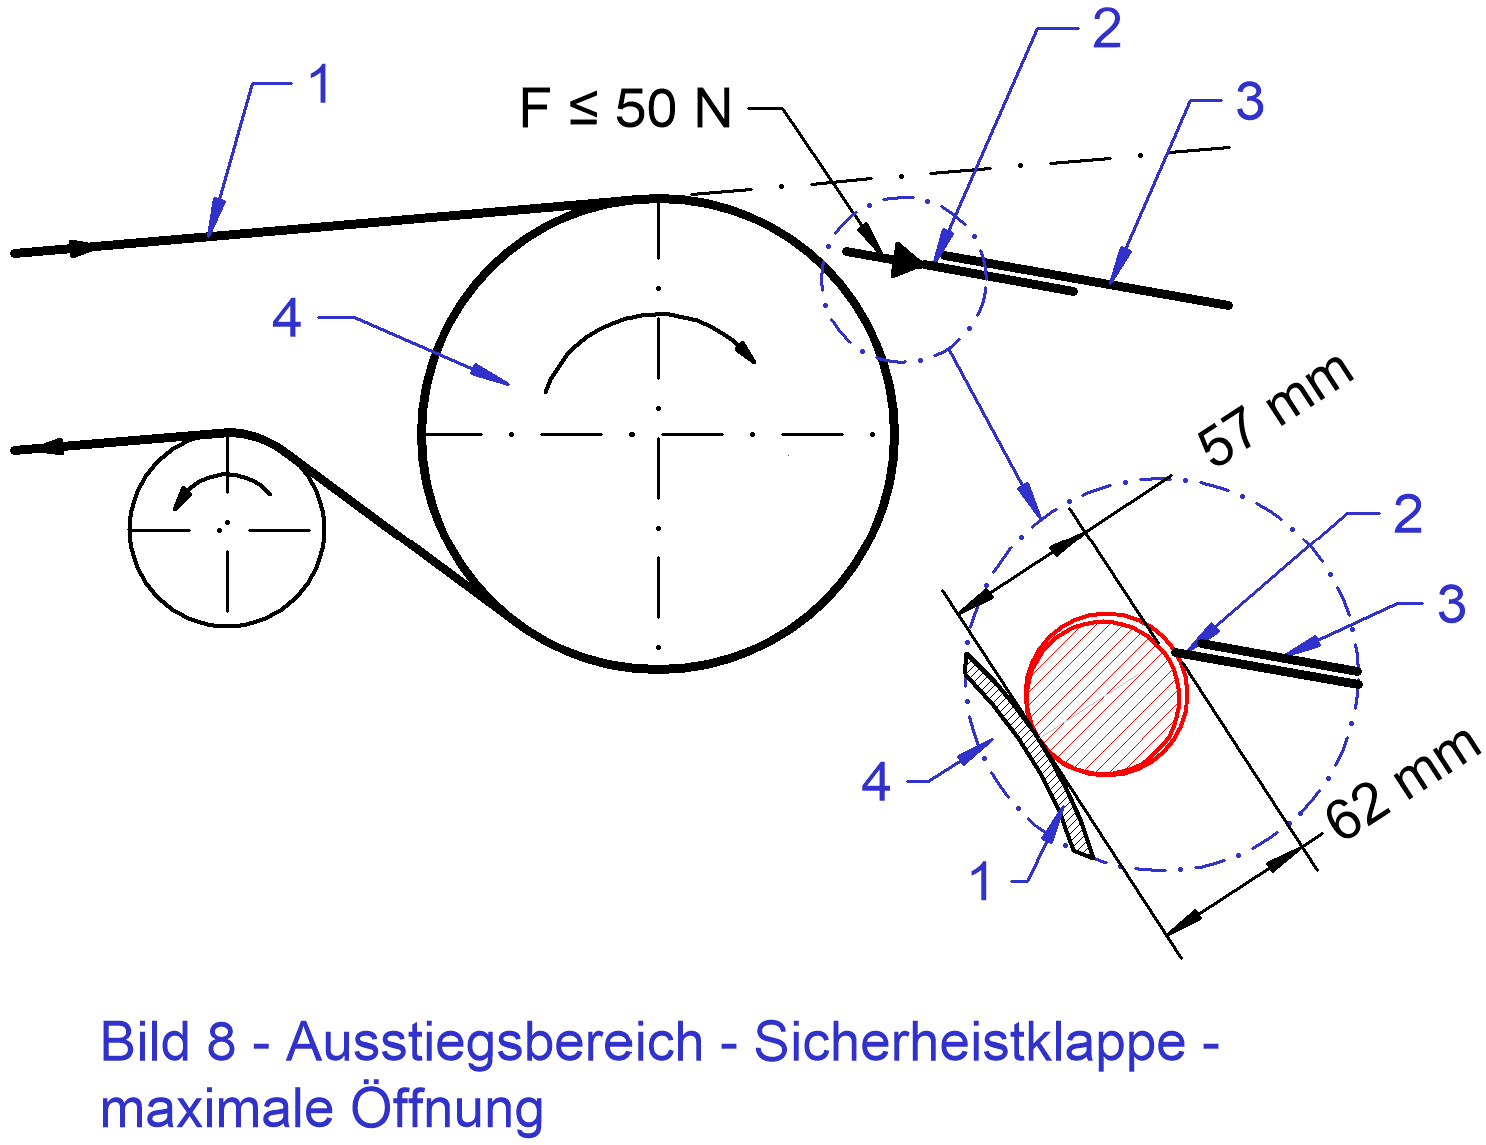 1
2
F ≤ 50 N
3
4
57 mm
2
3
4
62 mm
1
Bild 8 - Ausstiegsbereich - Sicherheistklappe -
maximale Öffnung